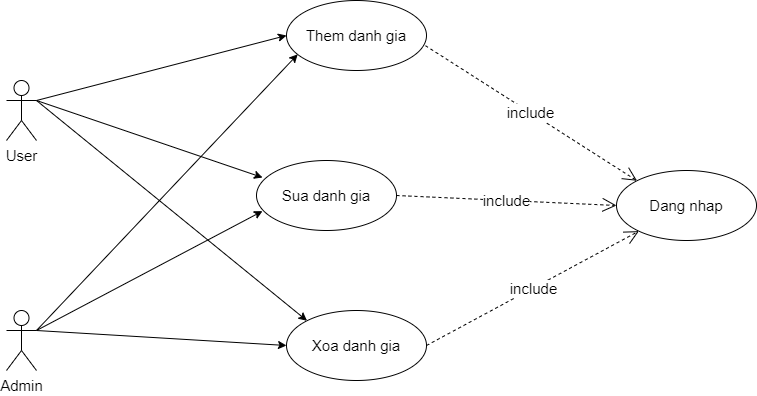 Them danh gia
include
User
Sua danh gia
include
Dang nhap
include
Xoa danh gia
Admin